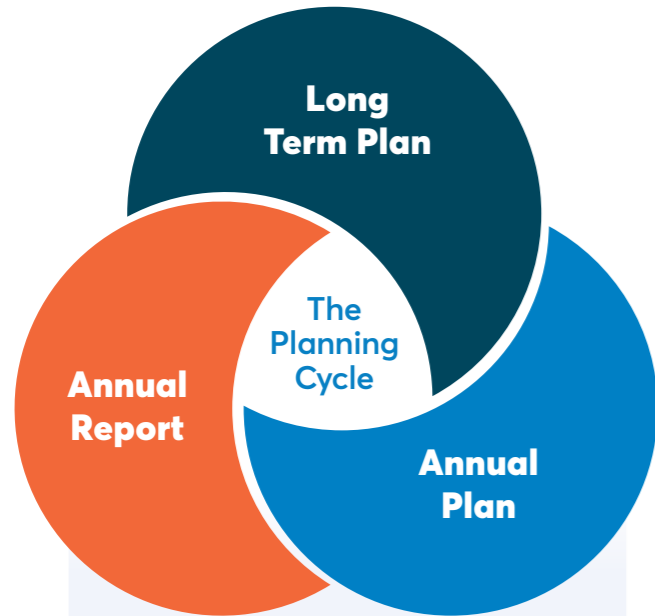 Long
Term Plan
The
Planning
Cycle
Annual
Report
Annual
Plan